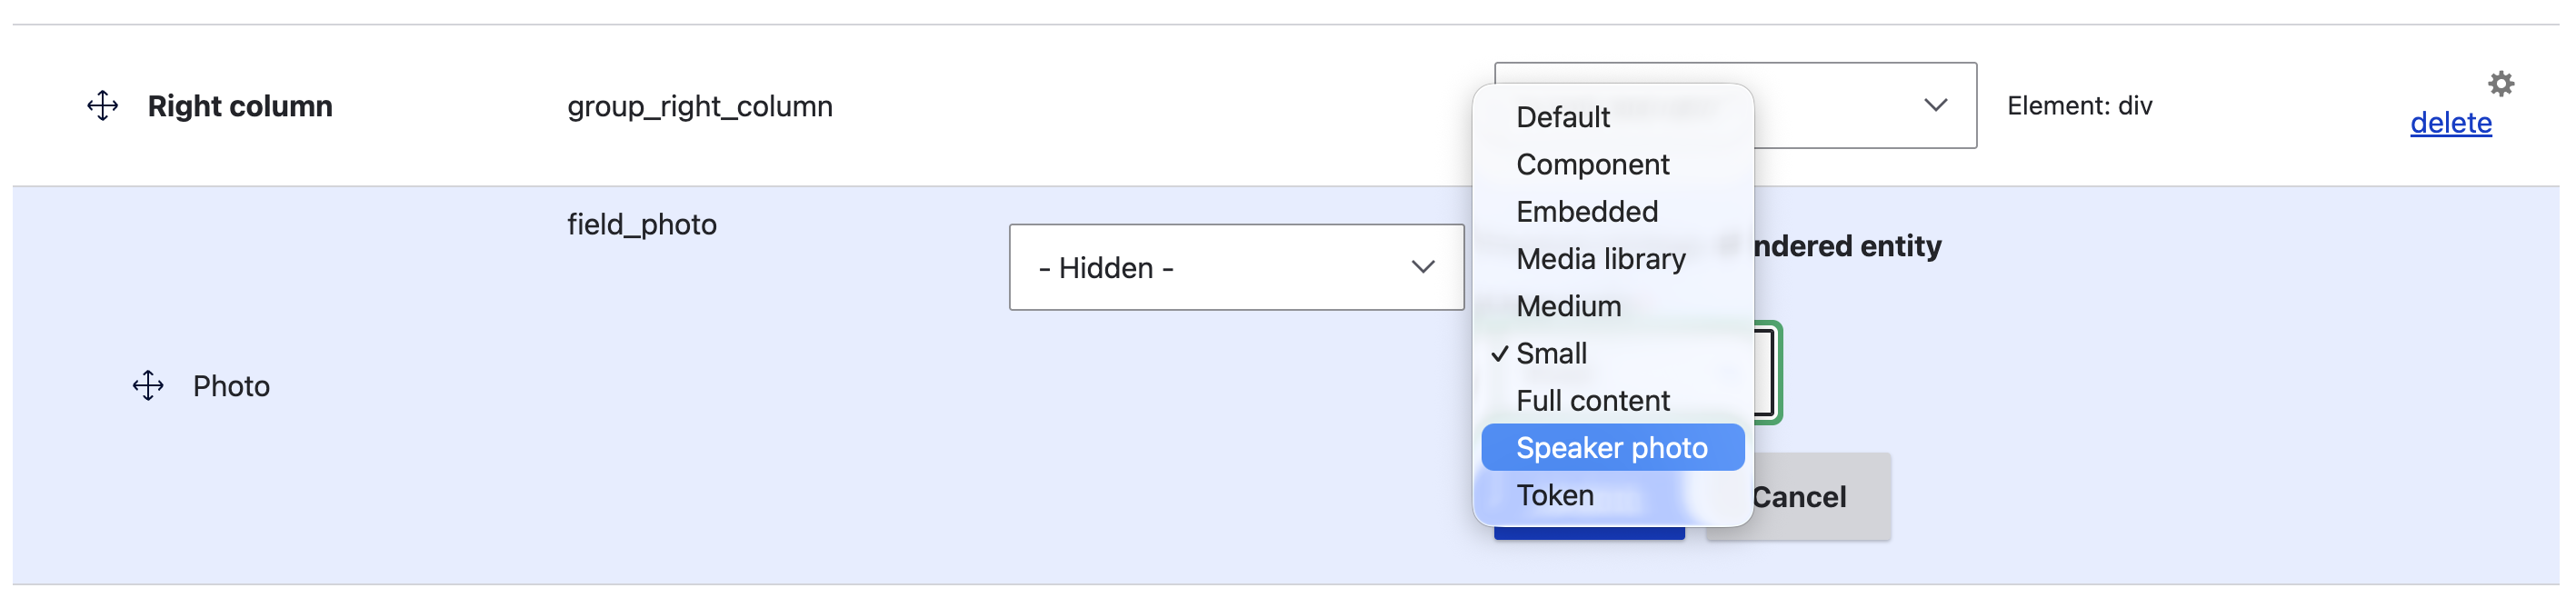 Right column
group_right_column
Element: div
delete
field_photo
- Hidden -
Photo
Default
Component
Embedded
Media library
Medium
✓ Small
Full content
Speaker photo
Token
entity
Cancel